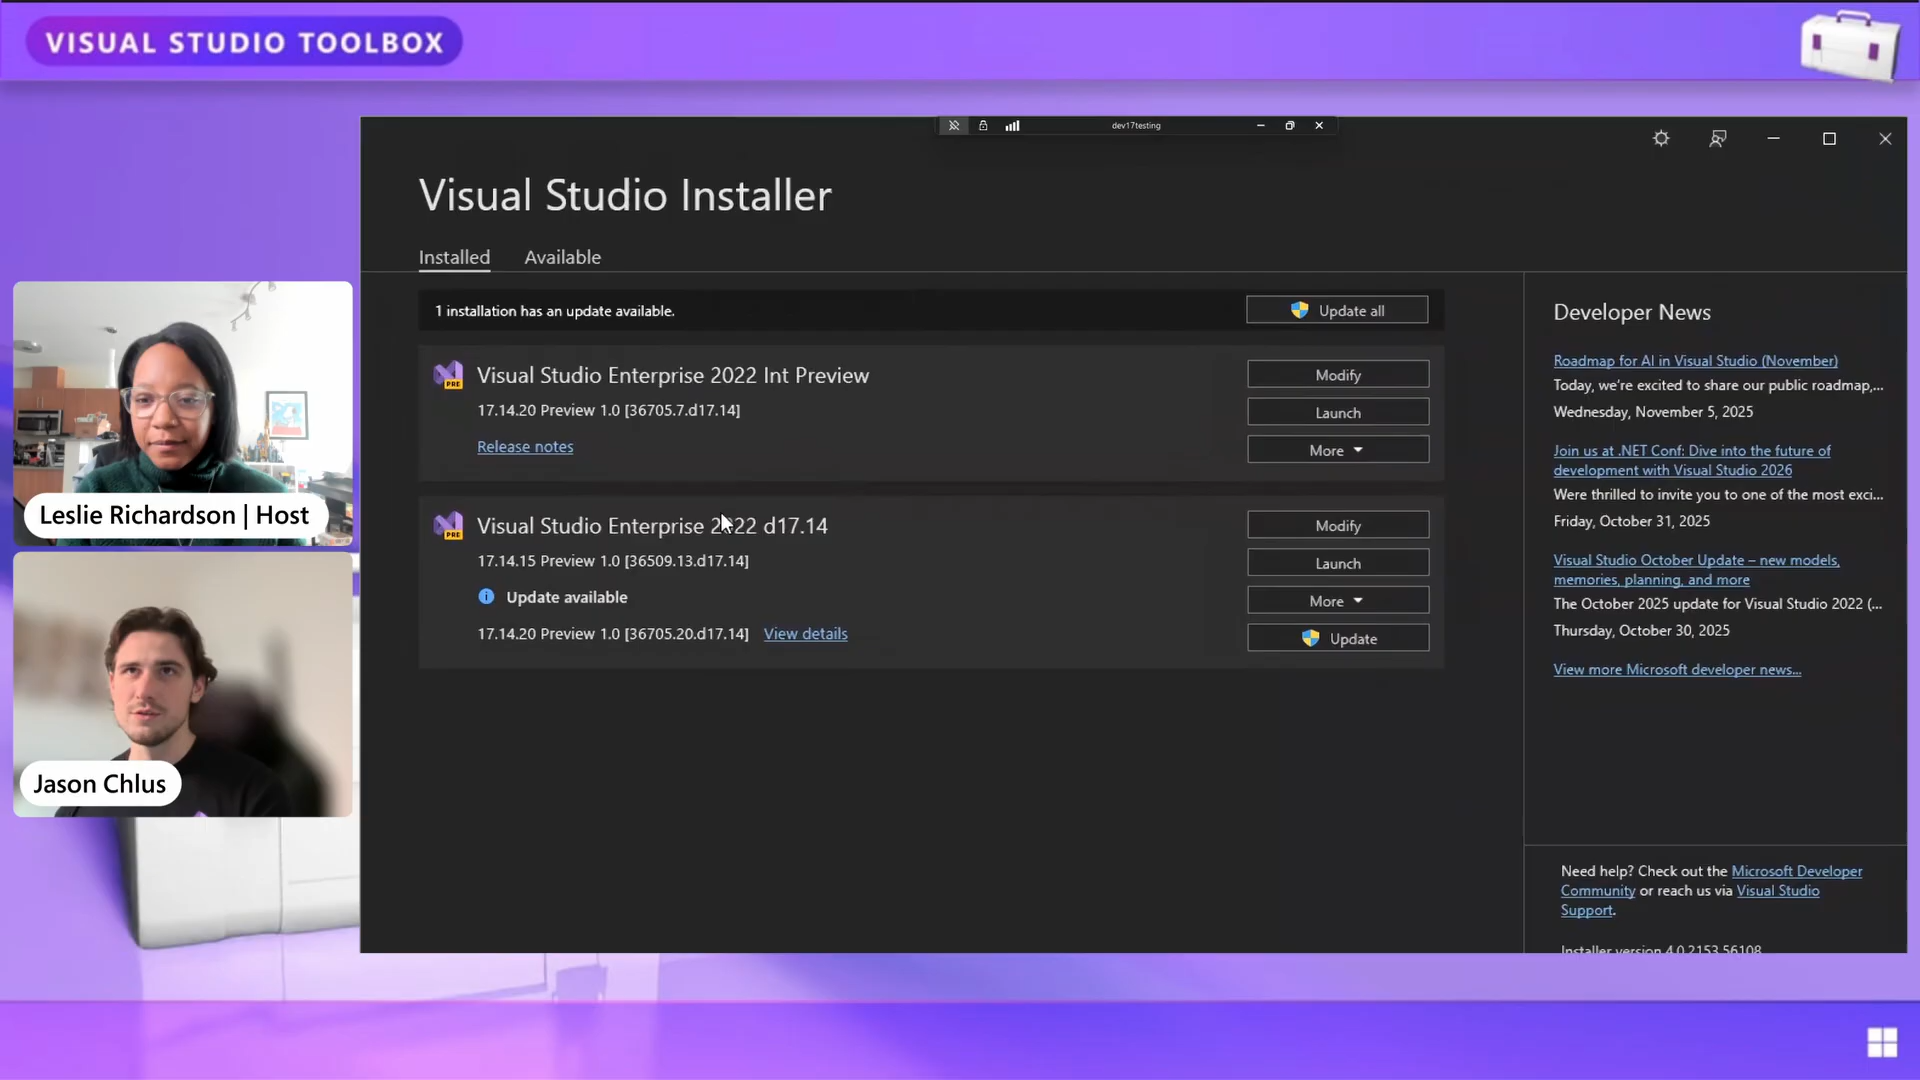 VISUAL STUDIO TOOLBOX
dev17testing
Visual Studio Installer
Installed
Available
1 installation has an update available.
Update all
PRE
Visual Studio Enterprise 2022 Int Preview
17.14.20 Preview 1.0 [36705.7.d17.14]
Release notes
Modify
Launch
More
PRE
Visual Studio Enterprise 2022 d17.14
17.14.15 Preview 1.0 [36509.13.d17.14]
Update available
17.14.20 Preview 1.0 [36705.20.d17.14] View details
Modify
Launch
More
Update
Developer News
Roadmap for AI in Visual Studio (November)
Today, we're excited to share our public roadmap,...
Wednesday, November 5, 2025
Join us at .NET Conf: Dive into the future of
development with Visual Studio 2026
Were thrilled to invite you to one of the most exci...
Friday, October 31, 2025
Visual Studio October Update – new models,
memories, planning, and more
The October 2025 update for Visual Studio 2022 (...
Thursday, October 30, 2025
View more Microsoft developer news...
Need help? Check out the Microsoft Developer
Community or reach us via Visual Studio
Support.
Installer version 4.0.2153.56108
Leslie Richardson | Host
Jason Chlus